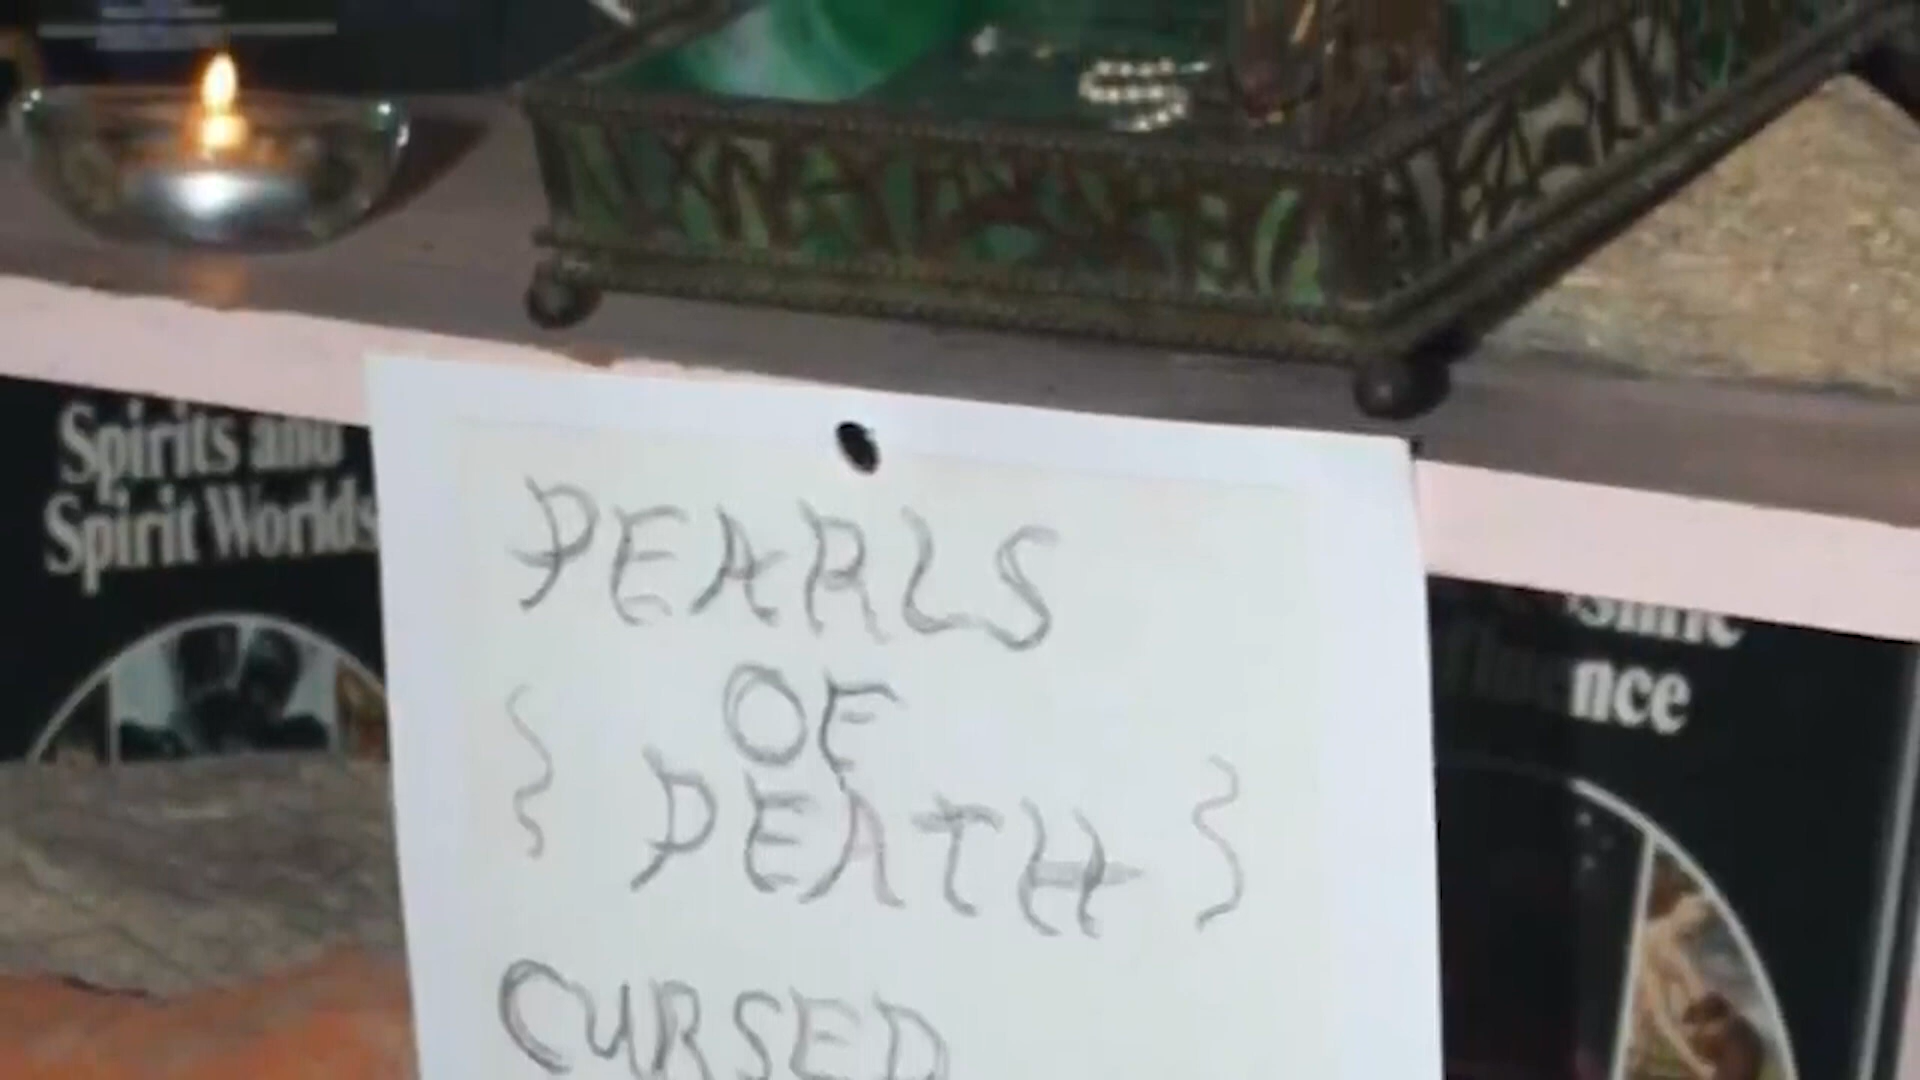 Spirits and
Spirit Worlds
PEARLS
OF
{ DEATH }
CURSED
nce